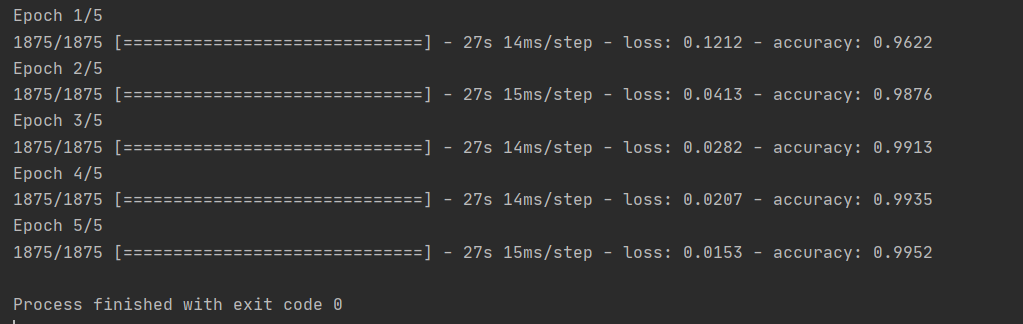 Epoch 1/5
1875/1875 [==============================] - 27s 14ms/step - loss: 0.1212 - accuracy: 0.9622
Epoch 2/5
1875/1875 [==============================] - 27s 15ms/step - loss: 0.0413 - accuracy: 0.9876
Epoch 3/5
1875/1875 [==============================] - 27s 14ms/step - loss: 0.0282 - accuracy: 0.9913
Epoch 4/5
1875/1875 [==============================] - 27s 14ms/step - loss: 0.0207 - accuracy: 0.9935
Epoch 5/5
1875/1875 [==============================] - 27s 15ms/step - loss: 0.0153 - accuracy: 0.9952
Process finished with exit code 0